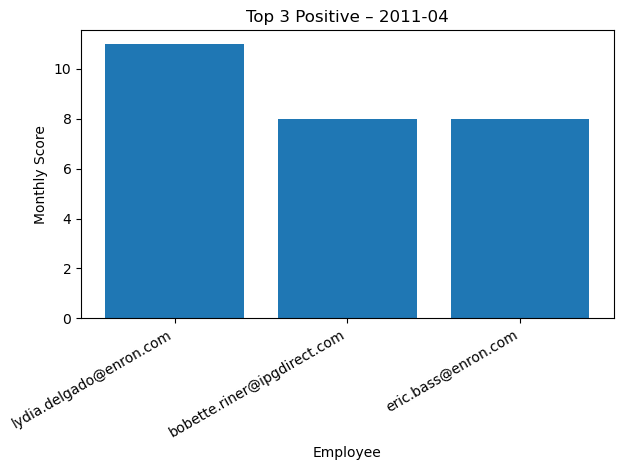 Top 3 Positive – 2011-04
Monthly Score
10
8
6
4
2
0
lydia.delgado@enron.com
bobette.riner@ipgdirect.com
eric.bass@enron.com
Employee